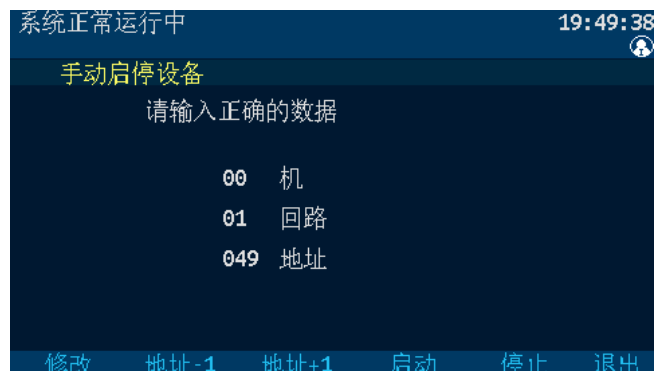 系统正常运行中 19:49:38
手动启停设备
请输入正确的数据
00 机
01 回路
049 地址
修改 地址-1 地址+1 启动 停止 退出